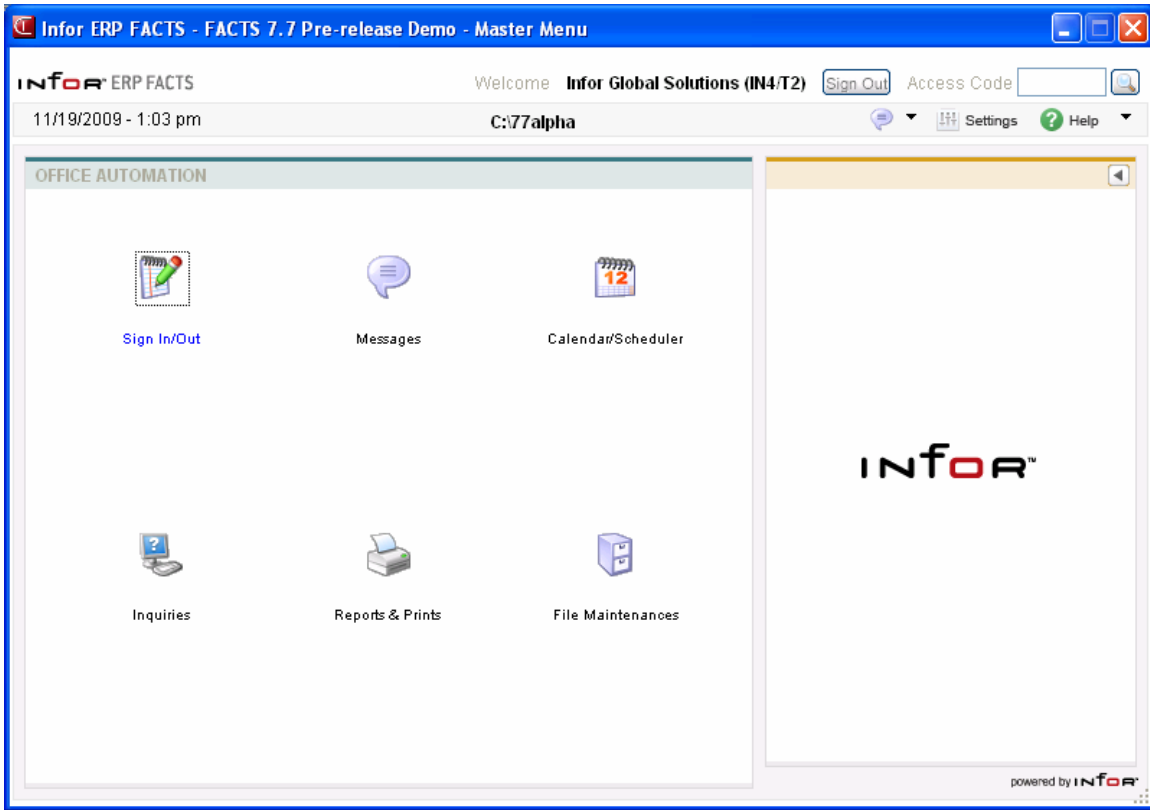 Infor ERP FACTS - FACTS 7.7 Pre-release Demo - Master Menu
INFOR ERP FACTS Welcome Infor Global Solutions (IN4/T2) Sign Out Access Code
11/19/2009 - 1:03 pm C:\77alpha Settings ? Help
OFFICE AUTOMATION
12
Sign In/Out Messages Calendar/Scheduler
INFOR™
?
Inquiries Reports & Prints File Maintenances
powered by INFOR